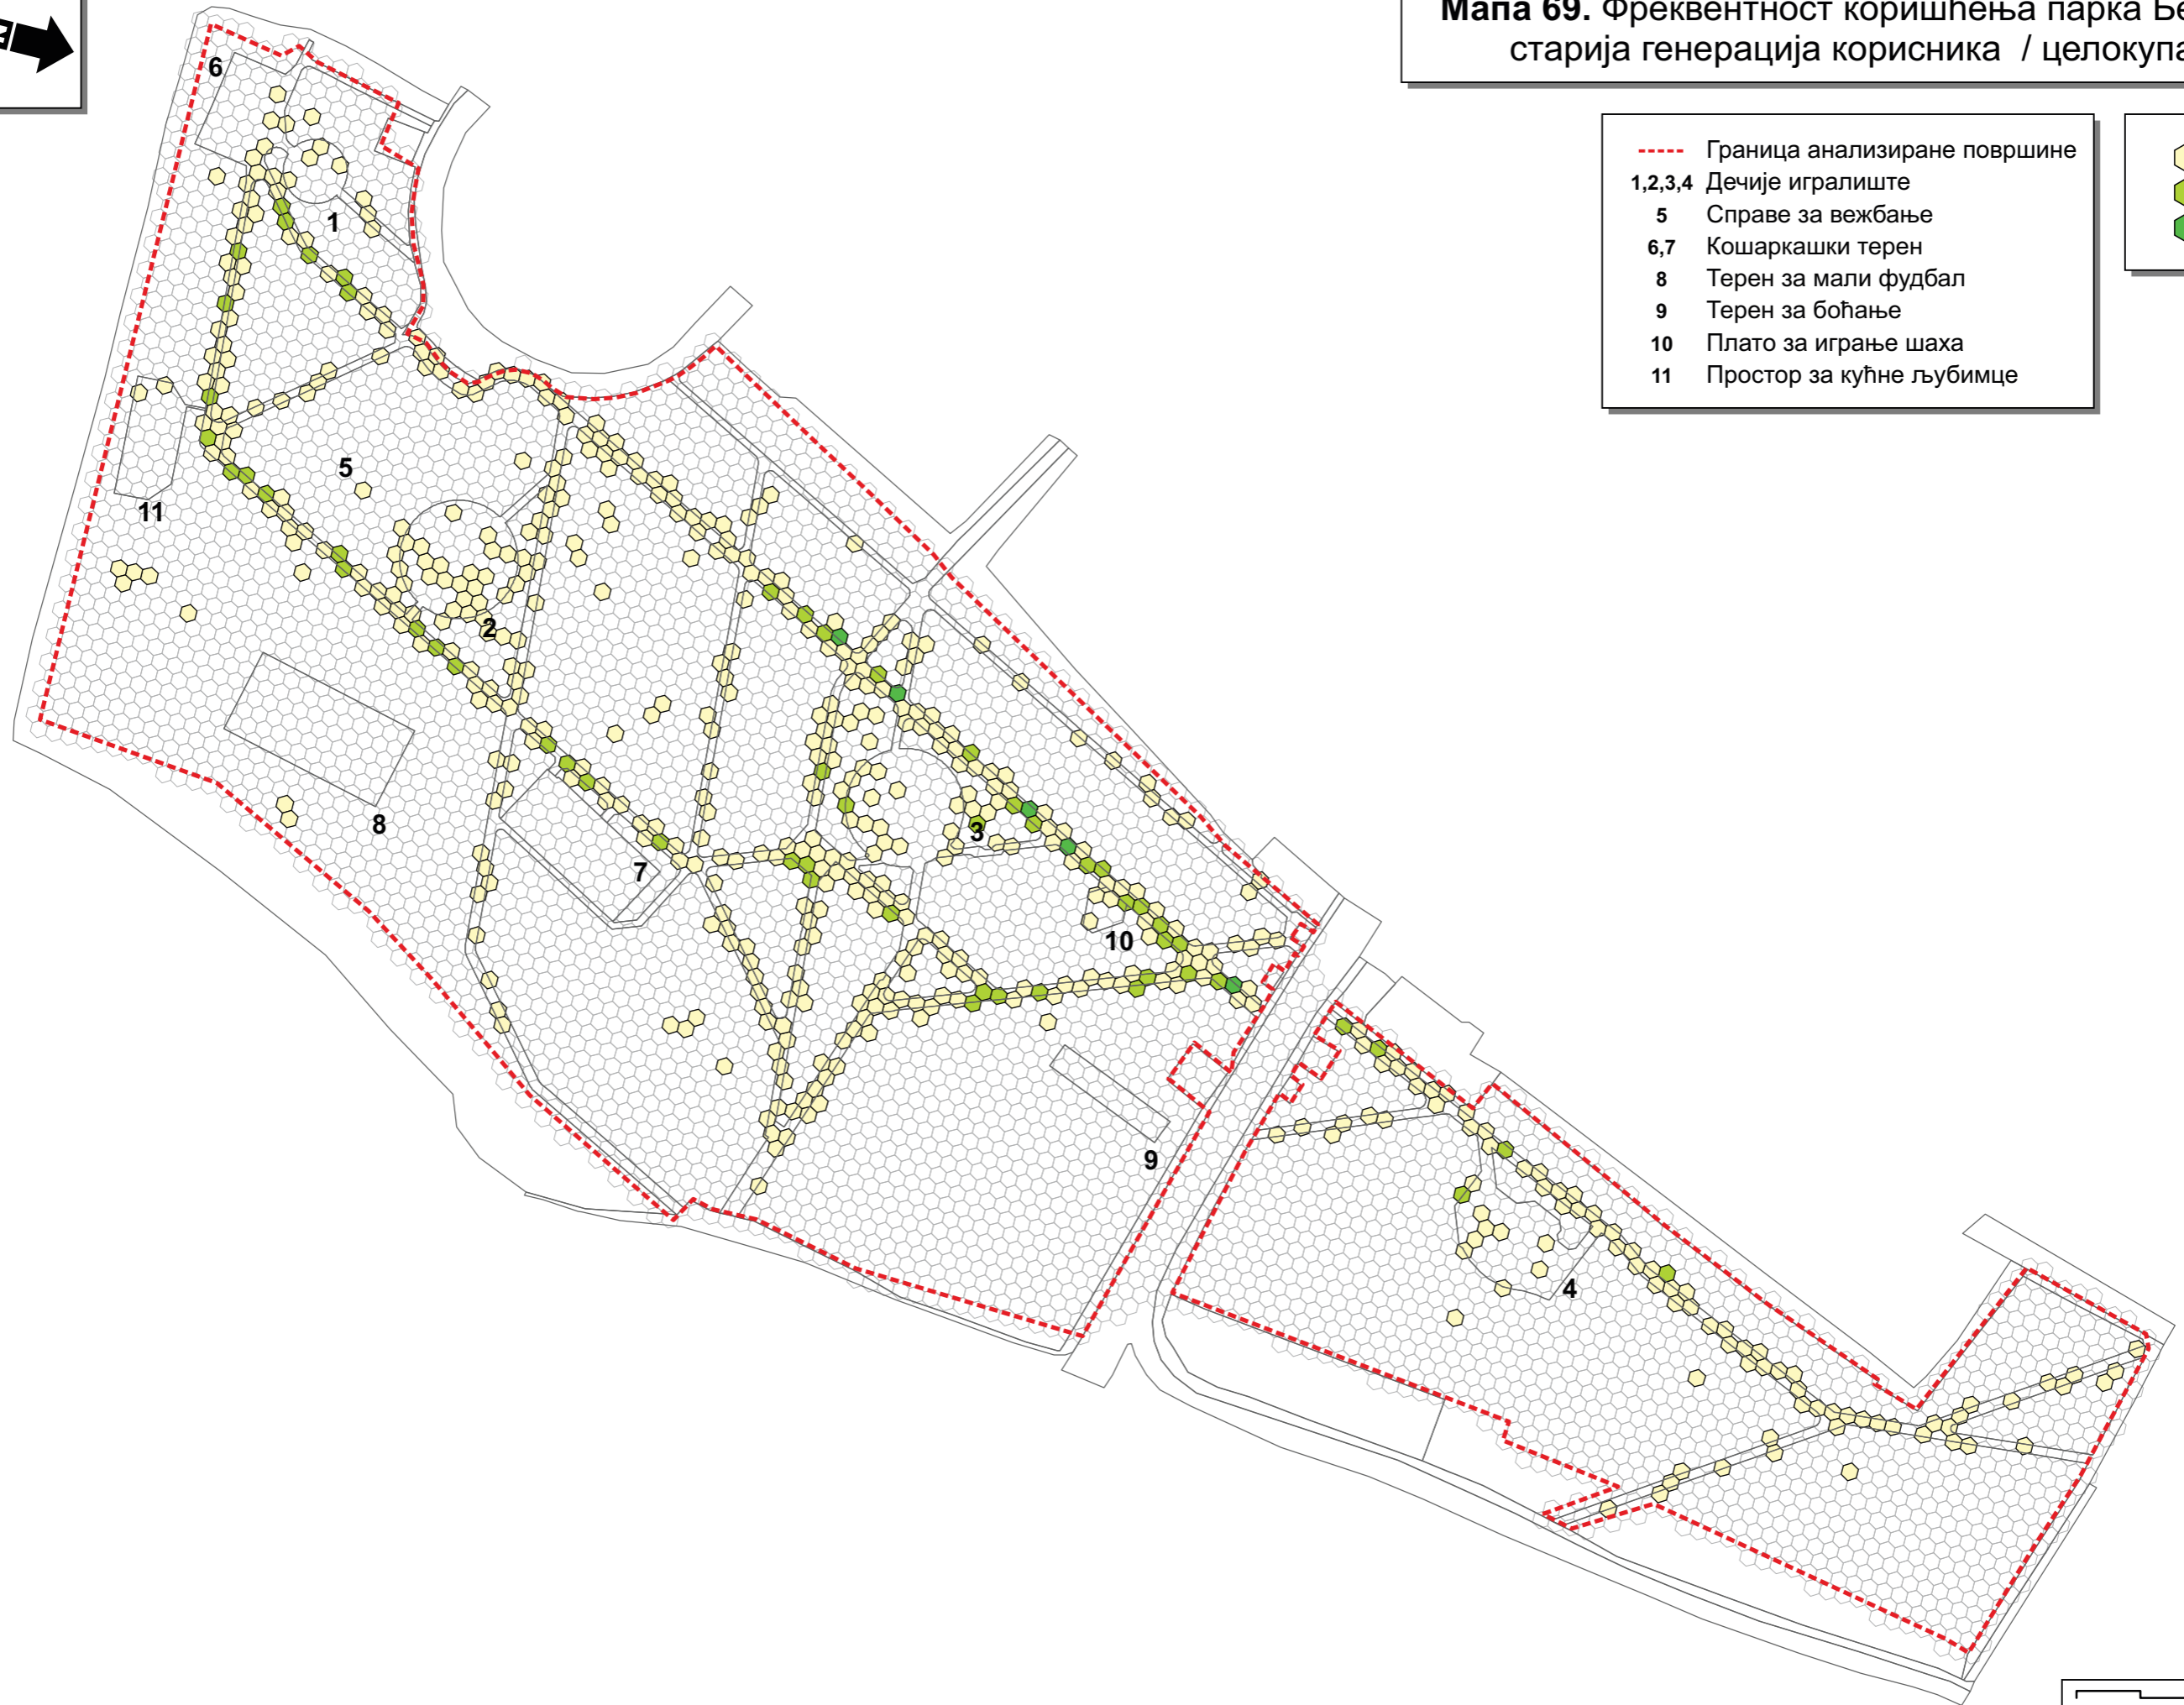 Мапа 69. Фреквентност коришћења парка
старија генерација корисника /
Граница анализиране површине
1,2,3,4 Дечије игралиште
5 Справе за вежбање
6,7 Кошаркашки терен
8 Терен за мали фудбал
9 Терен за боћање
10 Плато за играње шаха
11 Простор за кућне љубимце
6
1
5
11
2
8
7
3
10
9
4